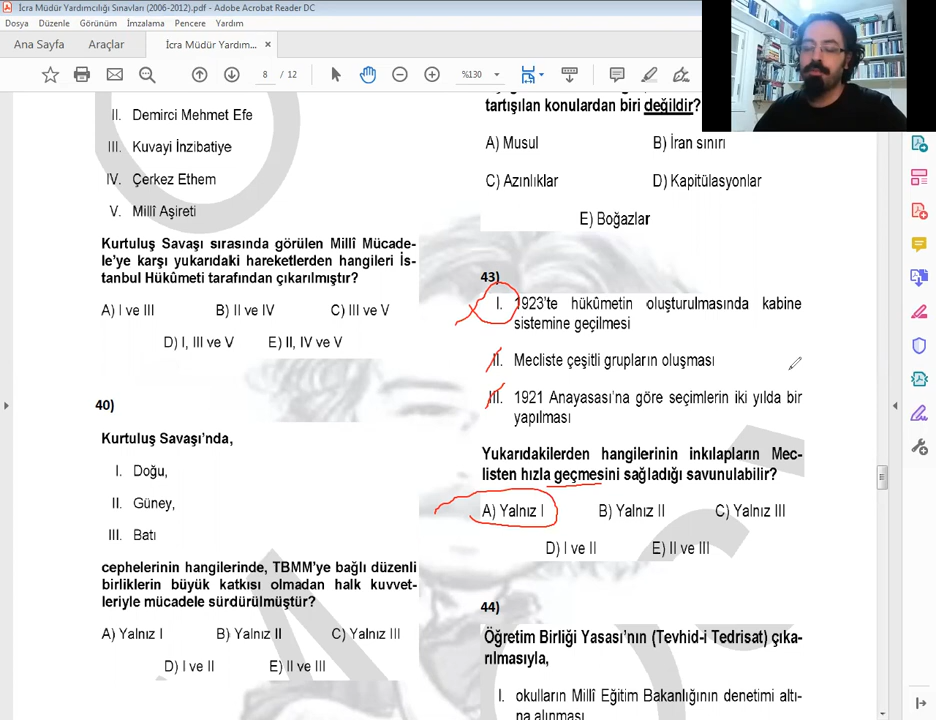 İcra Müdür Yardımcılığı Sınavları (2006-2012).pdf - Adobe Acrobat Reader DC
Dosya Düzenle Görünüm İmzalama Pencere Yardım
Ana Sayfa Araçlar İcra Müdür Yardım... ×
8 / 12 %130
II. Demirci Mehmet Efe
III. Kuvayi İnzibatiye
IV. Çerkez Ethem
V. Millî Aşireti
Kurtuluş Savaşı sırasında görülen Millî Mücade-
le'ye karşı yukarıdaki hareketlerden hangileri İs-
tanbul Hükûmeti tarafından çıkarılmıştır?
A) I ve III B) II ve IV C) III ve V
D) I, III ve V E) II, IV ve V
40)
Kurtuluş Savaşı'nda,
I. Doğu,
II. Güney,
III. Batı
cephelerinin hangilerinde, TBMM'ye bağlı düzenli
birliklerin büyük katkısı olmadan halk kuvvet-
leriyle mücadele sürdürülmüştür?
A) Yalnız I B) Yalnız II C) Yalnız III
D) I ve II E) II ve III
tartışılan konulardan biri değildir?
A) Musul B) İran sınırı
C) Azınlıklar D) Kapitülasyonlar
E) Boğazlar
43)
I. 1923'te hükûmetin oluşturulmasında kabine
sistemine geçilmesi
II. Mecliste çeşitli grupların oluşması
III. 1921 Anayasası'na göre seçimlerin iki yılda bir
yapılması
Yukarıdakilerden hangilerinin inkılapların Mec-
listen hızla geçmesini sağladığı savunulabilir?
A) Yalnız I B) Yalnız II C) Yalnız III
D) I ve II E) II ve III
44)
Öğretim Birliği Yasası'nın (Tevhid-i Tedrisat) çıka-
rılmasıyla,
I. okulların Millî Eğitim Bakanlığının denetimi altı-
na alınması